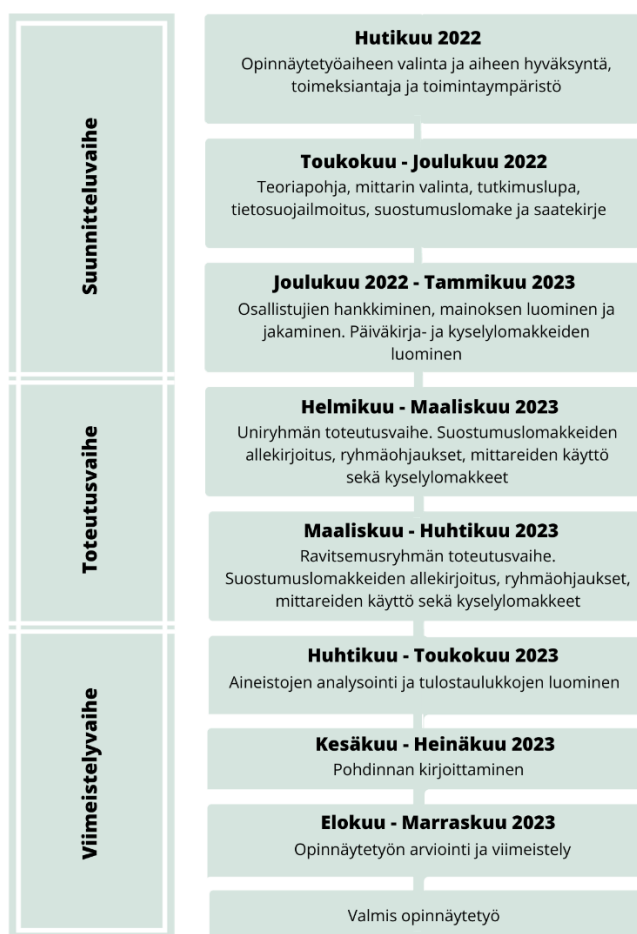 Suunnitteluvaihe
Hutikuu 2022
Opinnäytetyöaiheen valinta ja aiheen hyväksyntä,
toimeksiantaja ja toimintaympäristö
Toukokuu - Joulukuu 2022
Teoriapohja, mittarin valinta, tutkimuslupa,
tietosuojailmoitus, suostumuslomake ja saatekirje
Joulukuu 2022 - Tammikuu 2023
Osallistujien hankkiminen, mainoksen luominen ja
jakaminen. Päiväkirja- ja kyselylomakkeiden
luominen
Toteutusvaihe
Helmikuu - Maaliskuu 2023
Uniryhmän toteutusvaihe. Suostumuslomakkeiden
allekirjoitus, ryhmäohjaukset, mittareiden käyttö
sekä kyselylomakkeet
Maaliskuu - Huhtikuu 2023
Ravitsemusryhmän toteutusvaihe.
Suostumuslomakkeiden allekirjoitus, ryhmäohjaukset,
mittareiden käyttö sekä kyselylomakkeet
Viimeistelyvaihe
Huhtikuu - Toukokuu 2023
Aineistojen analysointi ja tulostaulukkojen luominen
Kesäkuu - Heinäkuu 2023
Pohdinnan kirjoittaminen
Elokuu - Marraskuu 2023
Opinnäytetyön arviointi ja viimeistely
Valmis opinnäytetyö